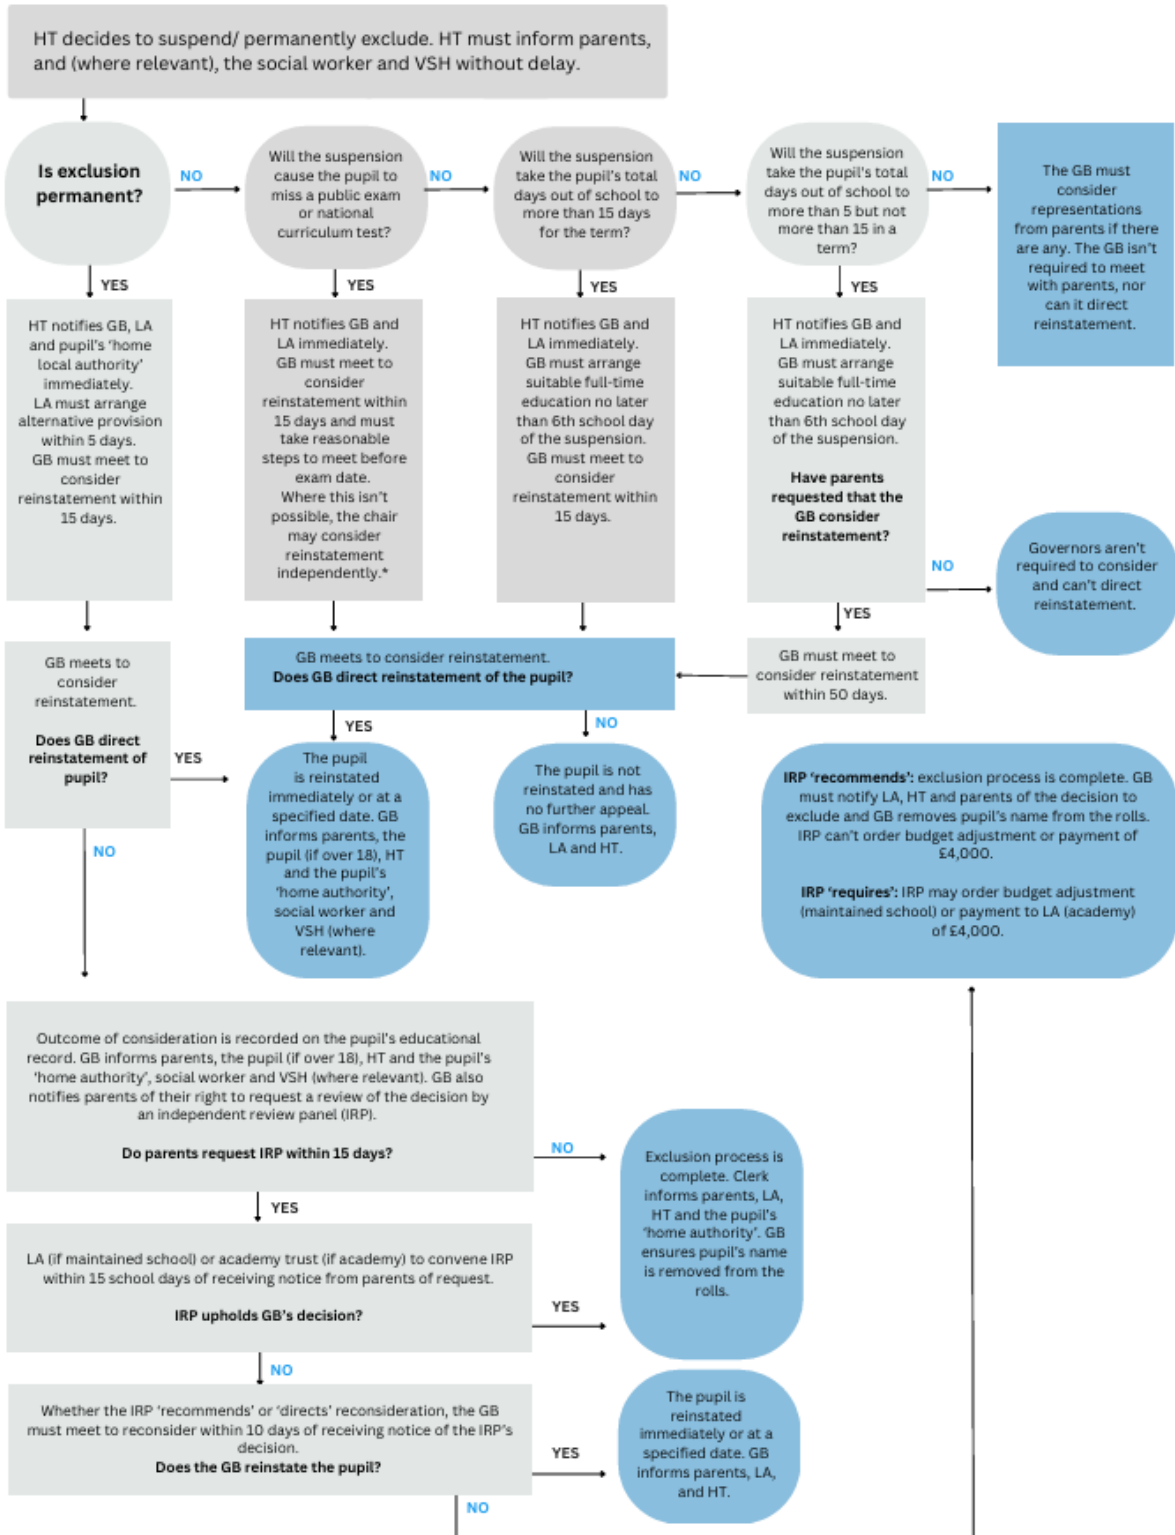 HT decides to suspend/ permanently exclude. HT must inform parents,
and (where relevant), the social worker and VSH without delay.
Is exclusion
permanent?
NO
Will the suspension
cause the pupil to
miss a public exam
or national
curriculum test?
NO
Will the suspension
take the pupil's total
days out of school to
more than 15 days
for the term?
NO
Will the suspension
take the pupil's total
days out of school to
more than 5 but not
more than 15 in a
term?
NO
The GB must
consider
representations
from parents if there
are any. The GB isn't
required to meet
with parents, nor
can it direct
reinstatement.
YES
YES
YES
YES
HT notifies GB, LA
and pupil's 'home
local authority'
immediately.
LA must arrange
alternative provision
within 5 days.
GB must meet to
consider
reinstatement within
15 days.
HT notifies GB and
LA immediately.
GB must meet to
consider
reinstatement within
15 days and must
take reasonable
steps to meet before
exam date.
Where this isn't
possible, the chair
may consider
reinstatement
independently.*
HT notifies GB and
LA immediately.
GB must arrange
suitable full-time
education no later
than 6th school day
of the suspension.
GB must meet to
consider
reinstatement within
15 days.
HT notifies GB and
LA immediately.
GB must arrange
suitable full-time
education no later
than 6th school day
of the suspension.
Have parents
requested that the
GB consider
reinstatement?
NO
Governors aren't
required to consider
and can't direct
reinstatement.
YES
GB must meet to
consider reinstatement
within 50 days.
GB meets to consider reinstatement.
Does GB direct reinstatement of the pupil?
GB meets to
consider
reinstatement.
Does GB direct
reinstatement of
pupil?
YES
YES
NO
The pupil
is reinstated
immediately or at a
specified date. GB
informs parents, the
pupil (if over 18), HT
and the pupil's
'home authority',
social worker and
VSH (where
relevant).
The pupil is not
reinstated and has
no further appeal.
GB informs parents,
LA and HT.
IRP 'recommends': exclusion process is complete. GB
must notify LA, HT and parents of the decision to
exclude and GB removes pupil's name from the rolls.
IRP can't order budget adjustment or payment of
£4,000.
IRP 'requires': IRP may order budget adjustment
(maintained school) or payment to LA (academy)
of £4,000.
NO
Outcome of consideration is recorded on the pupil's educational
record. GB informs parents, the pupil (if over 18), HT and the pupil's
'home authority', social worker and VSH (where relevant). GB also
notifies parents of their right to request a review of the decision by
an independent review panel (IRP).
Do parents request IRP within 15 days?
NO
Exclusion process is
complete. Clerk
informs parents, LA,
HT and the pupil's
'home authority'. GB
ensures pupil's name
is removed from the
rolls.
YES
LA (if maintained school) or academy trust (if academy) to convene IRP
within 15 school days of receiving notice from parents of request.
IRP upholds GB's decision?
YES
NO
Whether the IRP 'recommends' or 'directs' reconsideration, the GB
must meet to reconsider within 10 days of receiving notice of the IRP's
decision.
Does the GB reinstate the pupil?
YES
The pupil is
reinstated
immediately or at a
specified date. GB
informs parents, LA,
and HT.
NO